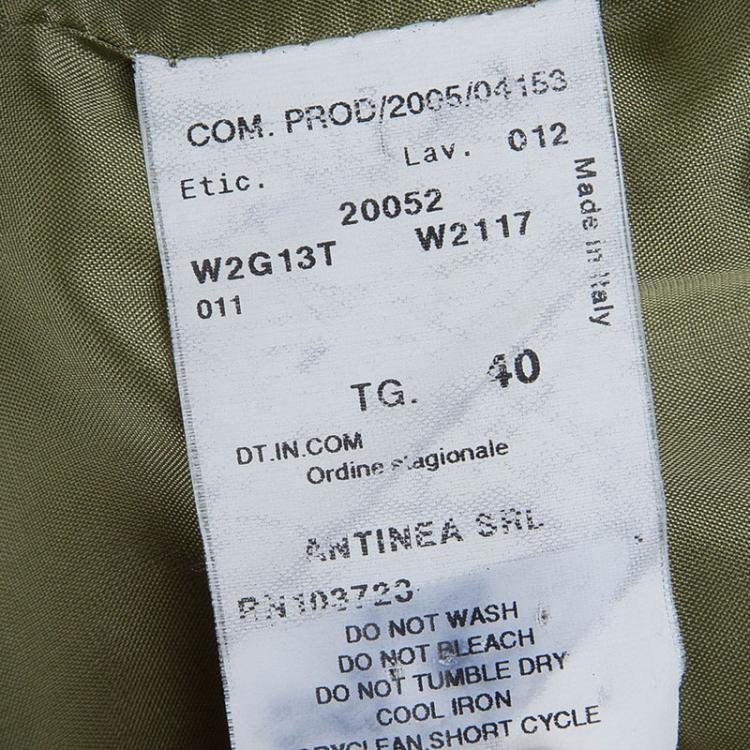 COM. PROD/2005/04153
Etic. Lav. 012
20052
W2G13T W2117
011
Made in Italy
TG. 40
DT.IN.COM
Ordine stagionale
ANTINEA SRL
RN103723
DO NOT WASH
DO NOT BLEACH
DO NOT TUMBLE DRY
COOL IRON
DRYCLEAN,SHORT CYCLE